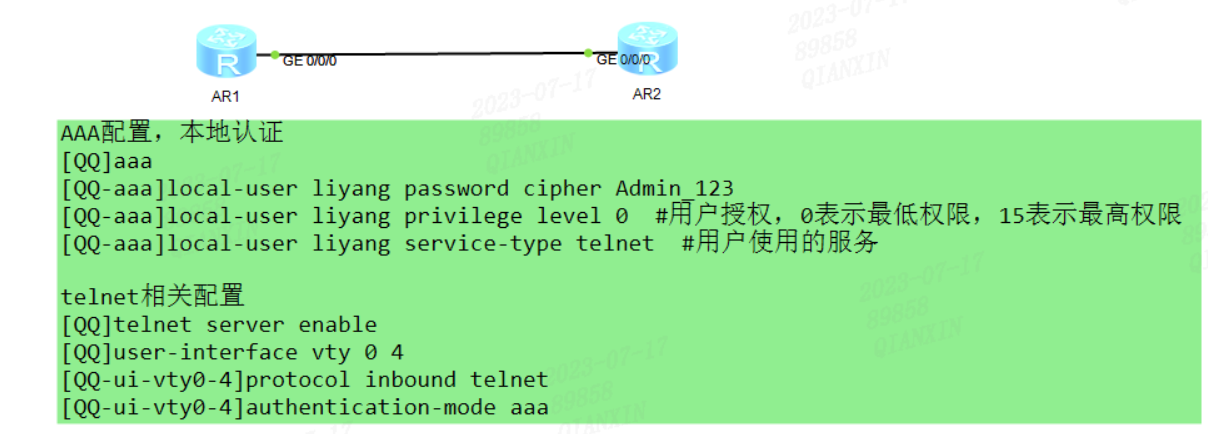 2023-07-17
89858
QIANXIN
R
GE 0/0/0
GE 0/0/0
R
AR1
AR2
2023-07-17
89858
QIANXIN
AAA配置，本地认证
[QQ]aaa
[QQ-aaa]local-user liyang password cipher Admin_123
[QQ-aaa]local-user liyang privilege level 0  #用户授权，0表示最低权限，15表示最高权限
[QQ-aaa]local-user liyang service-type telnet  #用户使用的服务
2023-07-17
89858
QIANXIN
telnet相关配置
[QQ]telnet server enable
[QQ]user-interface vty 0 4
[QQ-ui-vty0-4]protocol inbound telnet
[QQ-ui-vty0-4]authentication-mode aaa
2023-07-17
89858
QIANXIN